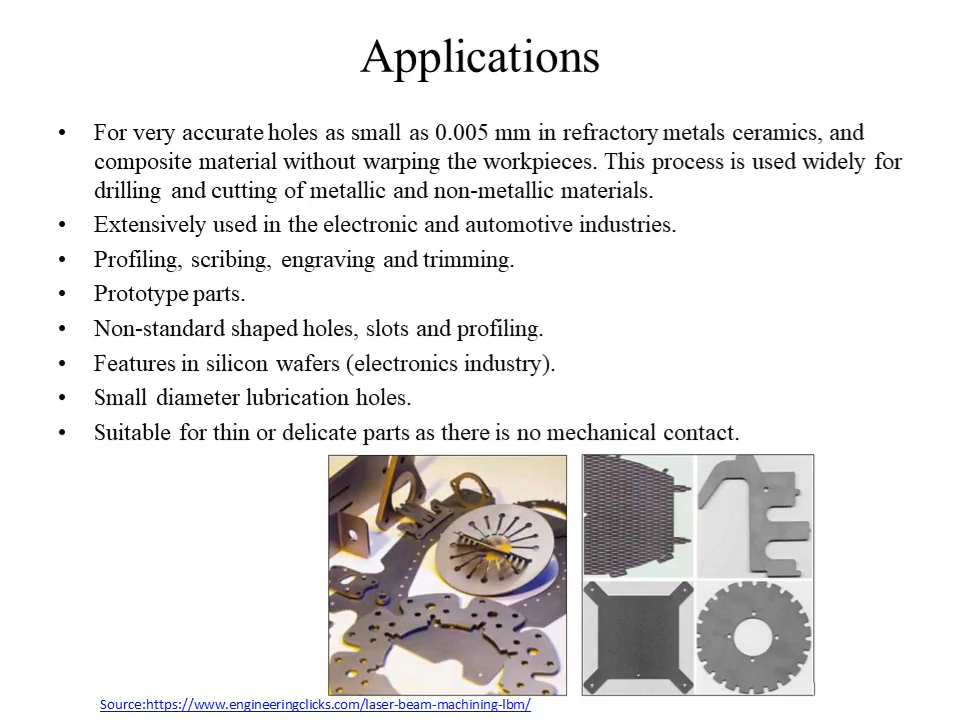 Applications
• For very accurate holes as small as 0.005 mm in refractory metals ceramics, and
composite material without warping the workpieces. This process is used widely for
drilling and cutting of metallic and non-metallic materials.
• Extensively used in the electronic and automotive industries.
• Profiling, scribing, engraving and trimming.
• Prototype parts.
• Non-standard shaped holes, slots and profiling.
• Features in silicon wafers (electronics industry).
• Small diameter lubrication holes.
• Suitable for thin or delicate parts as there is no mechanical contact.
Source:https://www.engineeringclicks.com/laser-beam-machining-lbm/